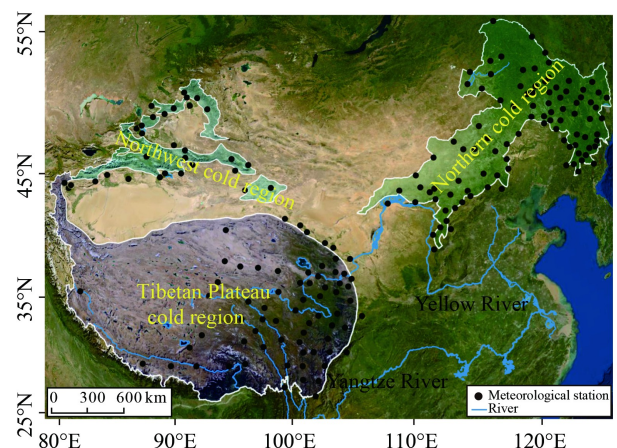 55°N
45°N
35°N
25°N
Northwest cold region
Northern cold region
Tibetan Plateau
cold region
Yellow River
Yangtze River
0 300 600 km
Meteorological station
River
80°E 90°E 100°E 110°E 120°E